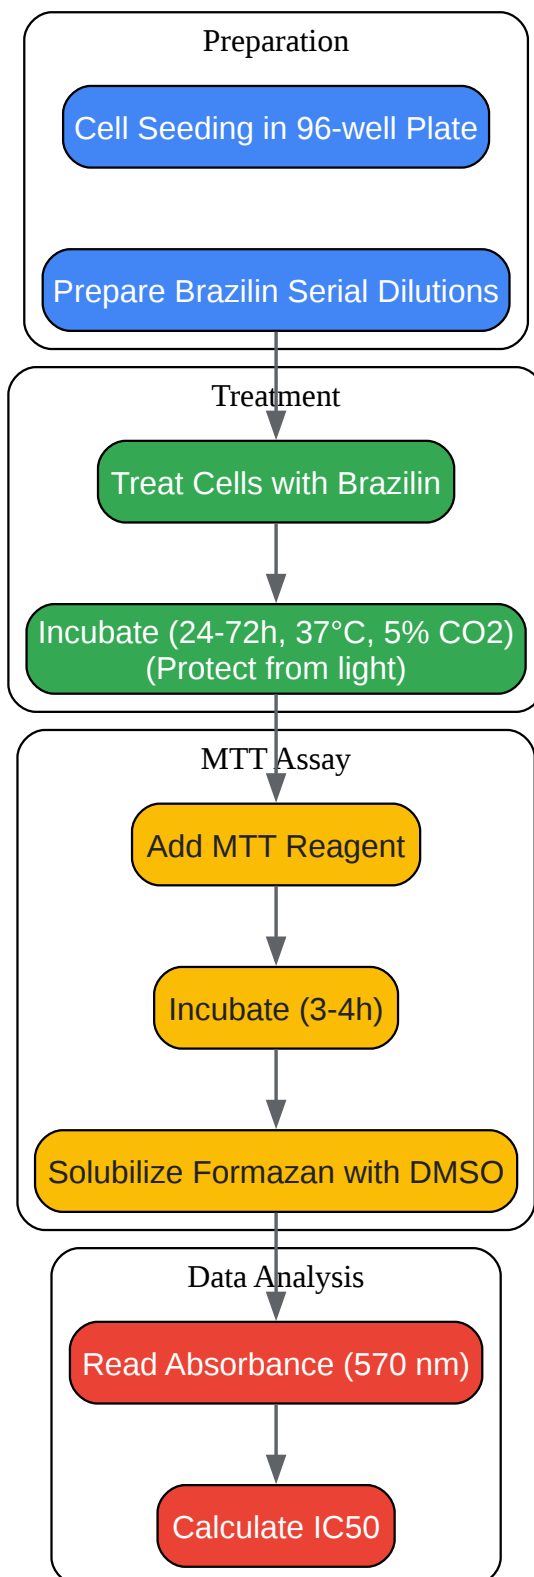 Preparation
Cell Seeding in 96-well Plate
Prepare Brazilin Serial Dilutions
Treatment
Treat Cells with Brazilin
Incubate (24-72h, 37°C, 5% CO2)
(Protect from light)
MTT Assay
Add MTT Reagent
Incubate (3-4h)
Solubilize Formazan with DMSO
Data Analysis
Read Absorbance (570 nm)
Calculate IC50